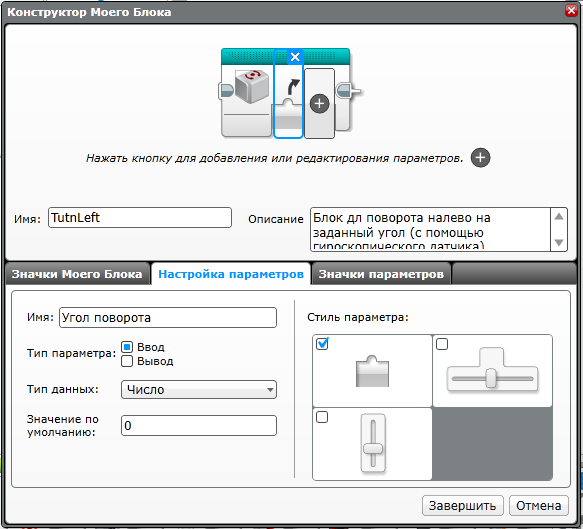 Конструктор Моего Блока
Нажать кнопку для добавления или редактирования параметров.
Имя: TutnLeft
Описание
Блок дл поворота налево на
заданный угол (с помощью
гироскопического датчика)
Значки Моего Блока
Настройка параметров
Значки параметров
Имя: Угол поворота
Тип параметра: Ввод
Вывод
Тип данных: Число
Значение по
умолчанию: 0
Стиль параметра:
Завершить
Отмена